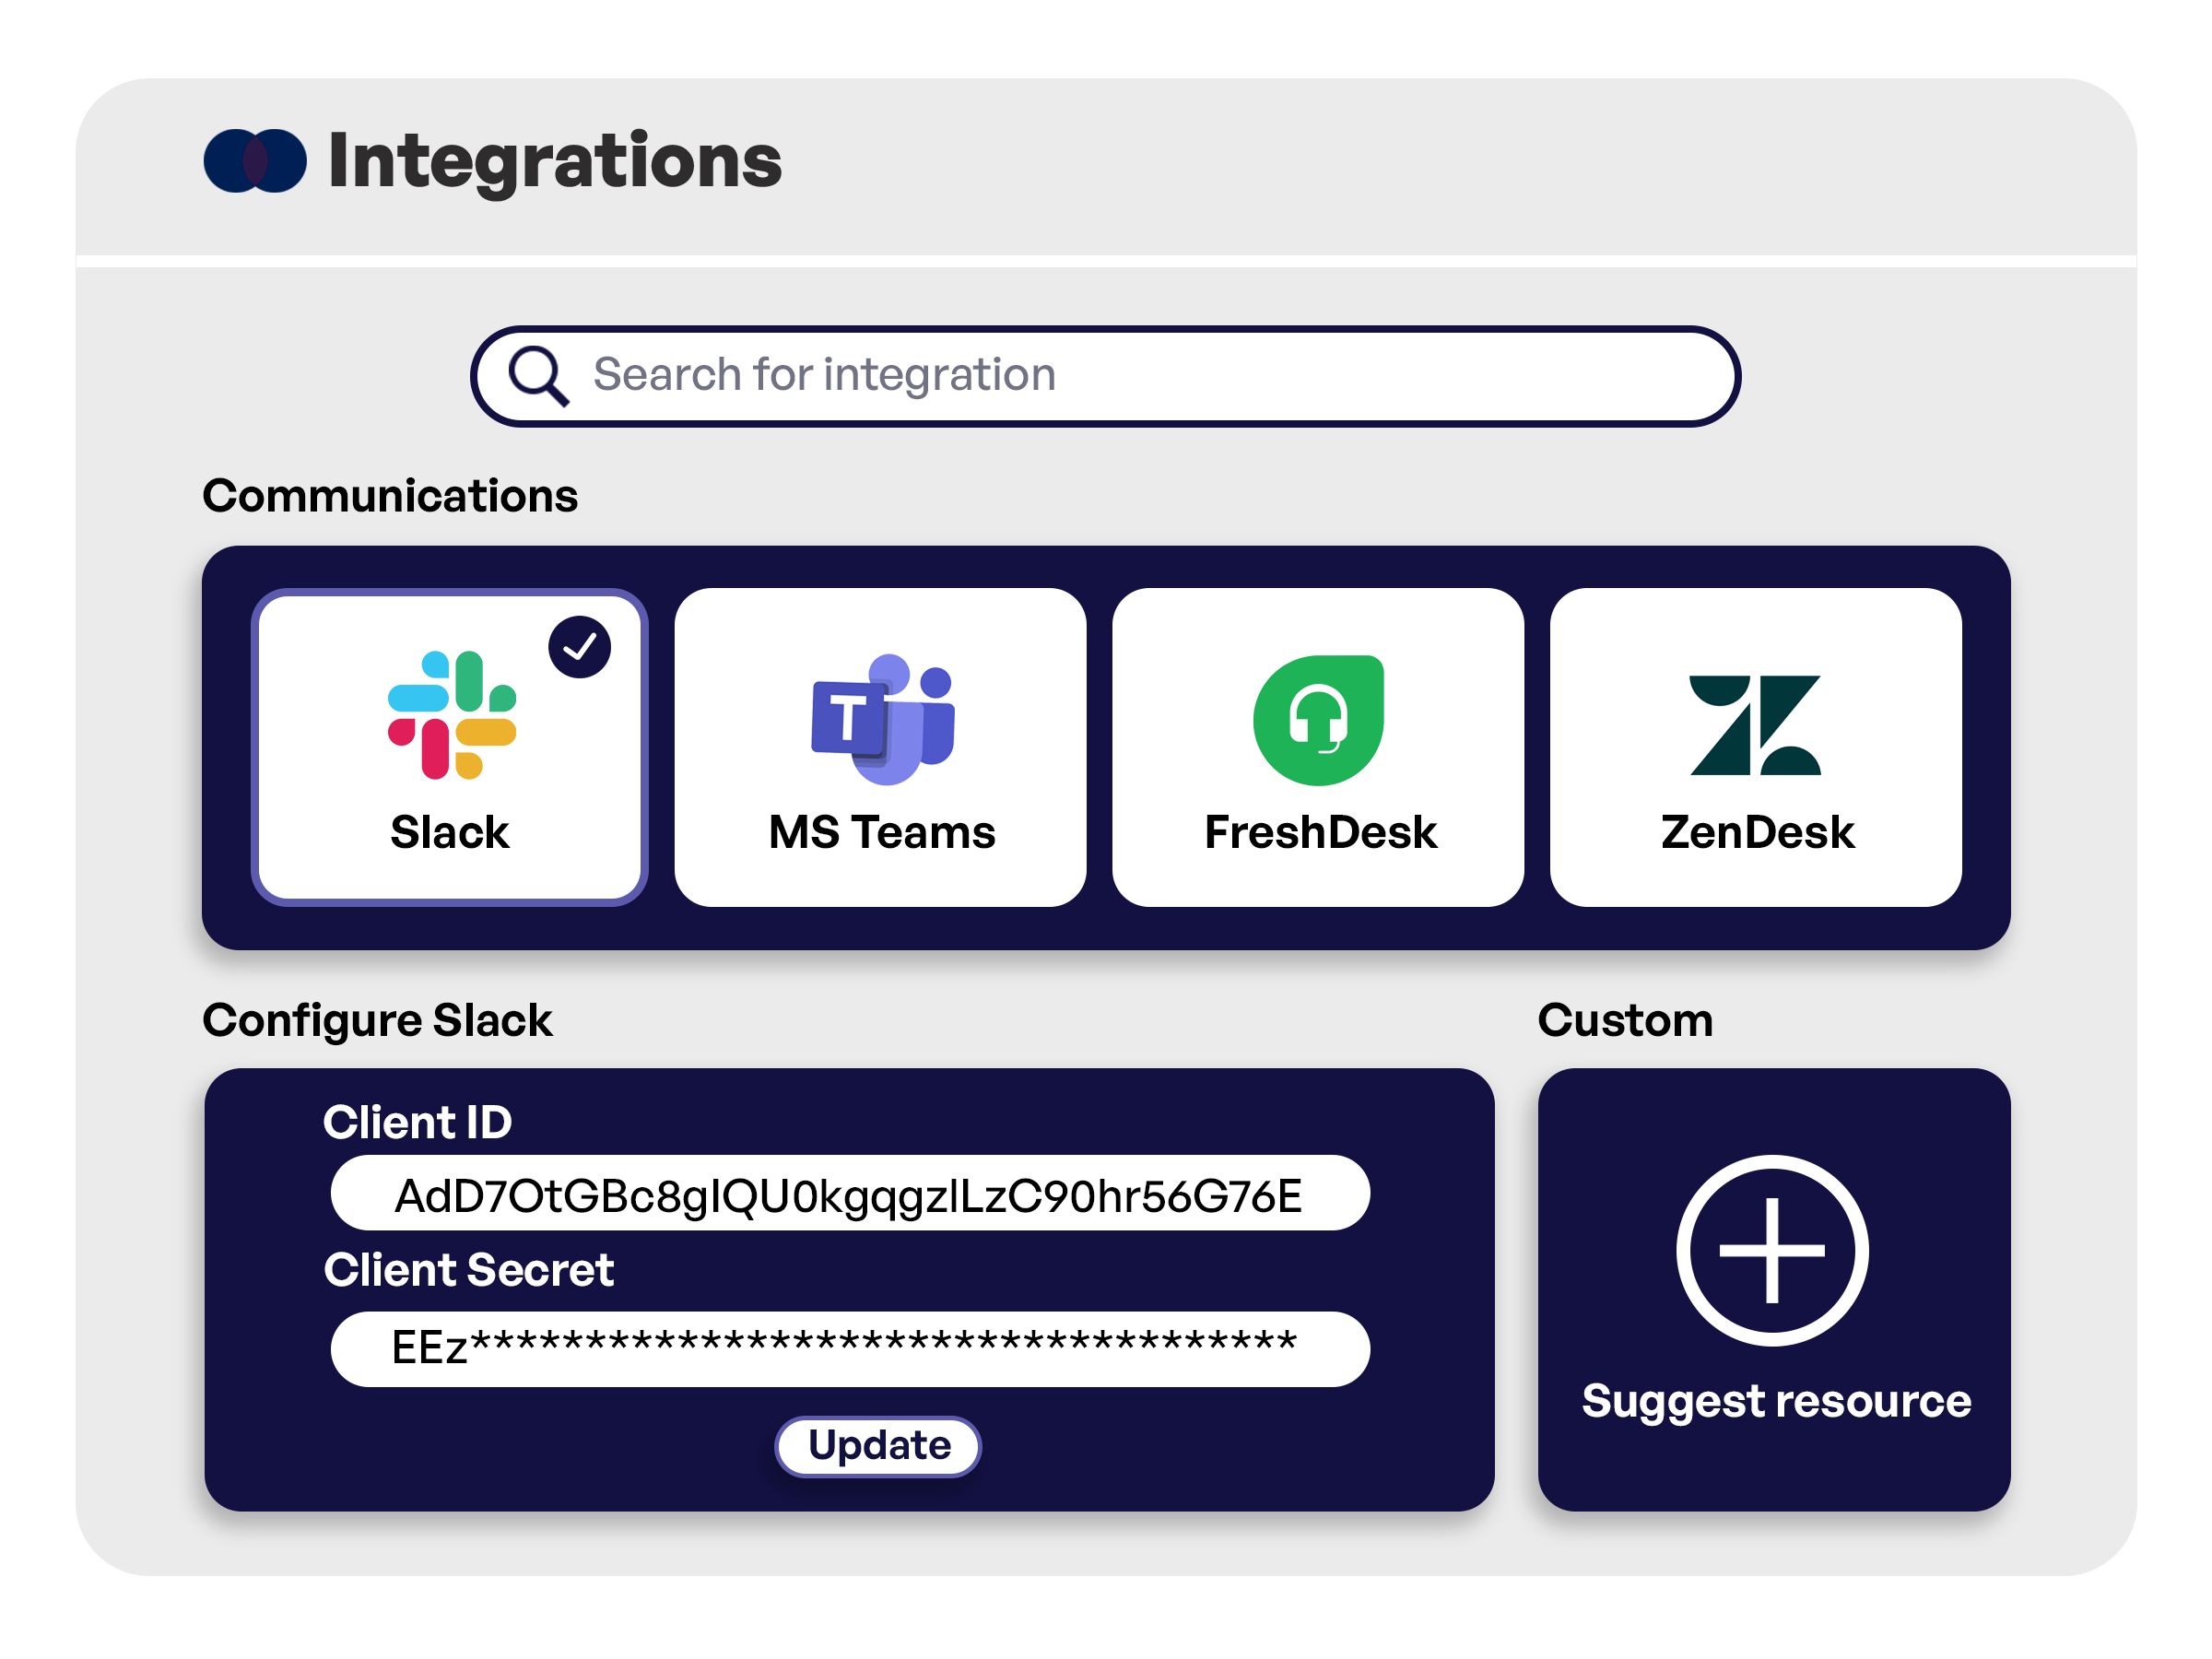 Integrations
Search for integration
Communications
Slack
MS Teams
FreshDesk
ZenDesk
Configure Slack
Custom
Client ID
AdD7OtGBc8glQU0kgqgzlLzC90hr56G76E
Client Secret
EEz************************************
Update
Suggest resource